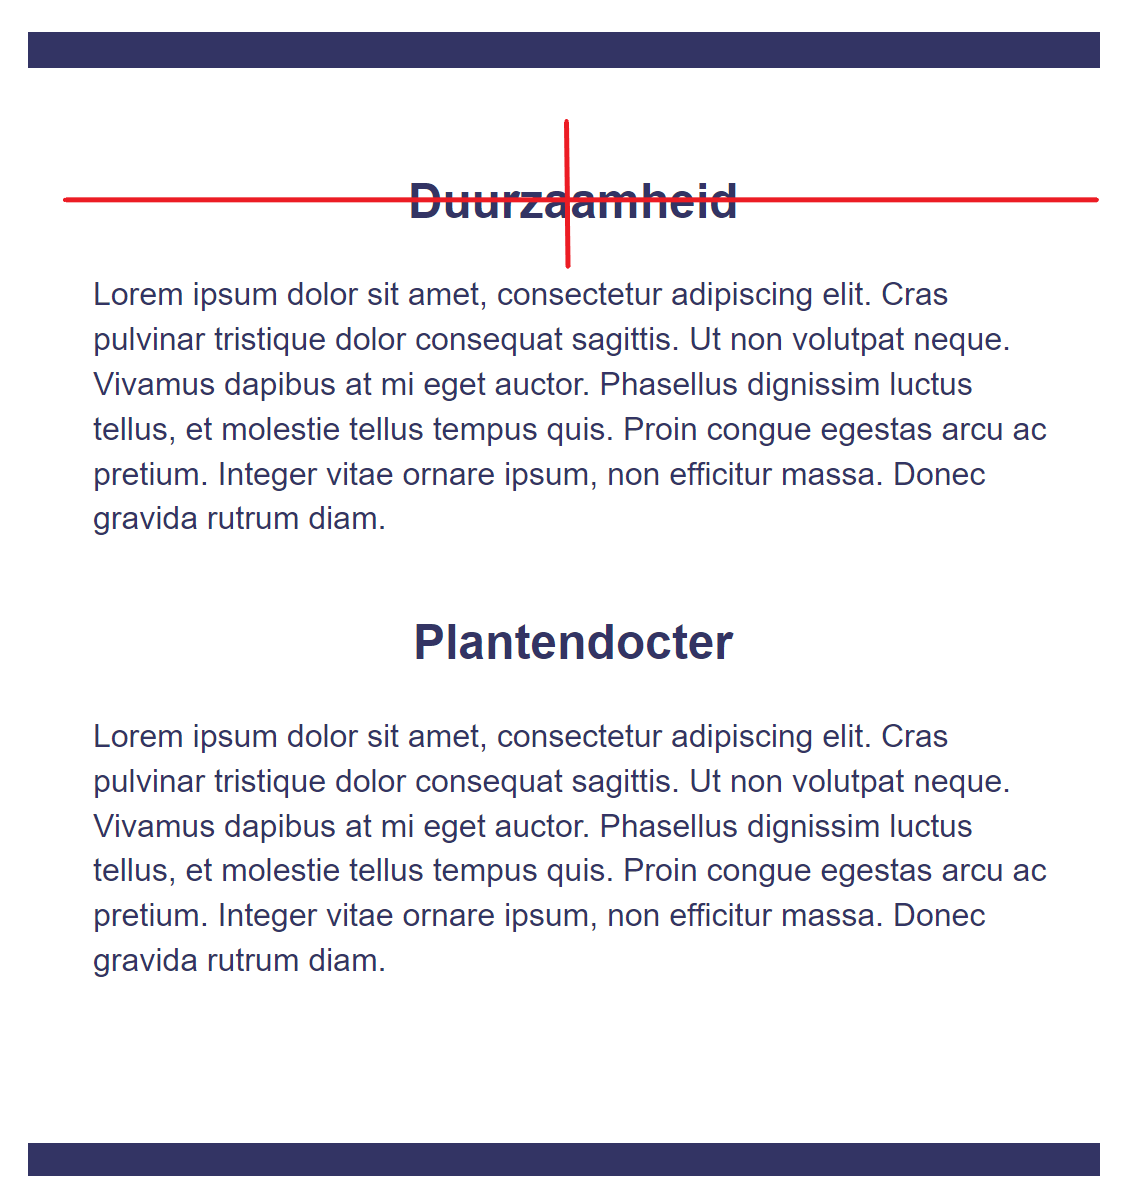 Duurzaamheid
Lorem ipsum dolor sit amet, consectetur adipiscing elit. Cras
pulvinar tristique dolor consequat sagittis. Ut non volutpat neque.
Vivamus dapibus at mi eget auctor. Phasellus dignissim luctus
tellus, et molestie tellus tempus quis. Proin congue egestas arcu ac
pretium. Integer vitae ornare ipsum, non efficitur massa. Donec
gravida rutrum diam.
Plantendocter
Lorem ipsum dolor sit amet, consectetur adipiscing elit. Cras
pulvinar tristique dolor consequat sagittis. Ut non volutpat neque.
Vivamus dapibus at mi eget auctor. Phasellus dignissim luctus
tellus, et molestie tellus tempus quis. Proin congue egestas arcu ac
pretium. Integer vitae ornare ipsum, non efficitur massa. Donec
gravida rutrum diam.